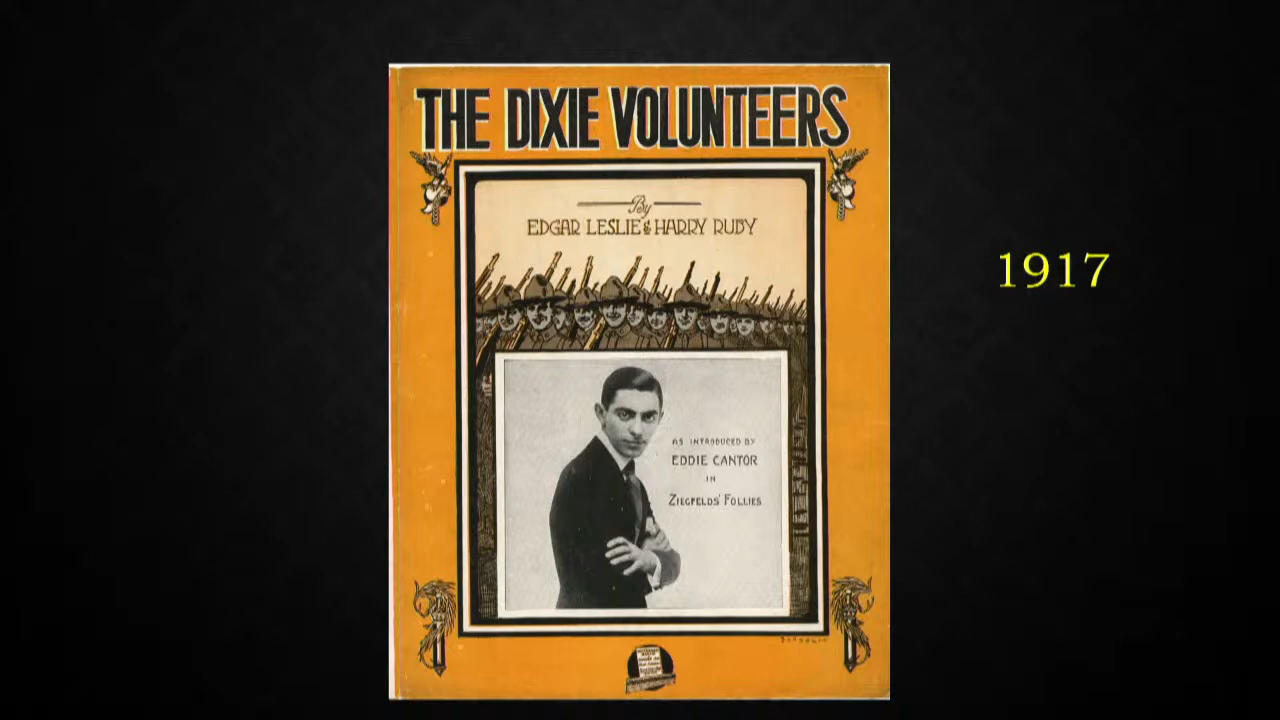 THE DIXIE VOLUNTEERS
By
EDGAR LESLIE & HARRY RUBY
1917
AS INTRODUCED BY
EDDIE CANTOR
IN
ZIEGFELDS' FOLLIES